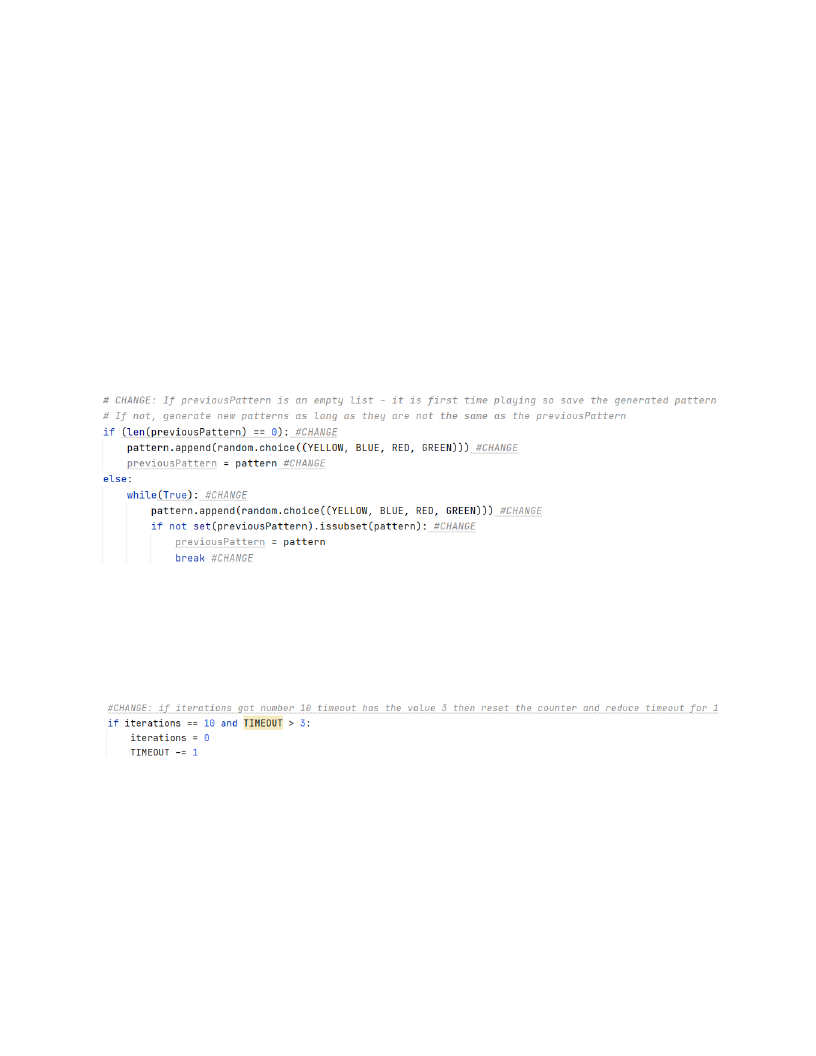 # CHANGE: If previousPattern is an empty list - it is first time playing so save the generated pattern
# If not, generate new patterns as long as they are not the same as the previousPattern
if (len(previousPattern) == 0): #CHANGE
    pattern.append(random.choice((YELLOW, BLUE, RED, GREEN))) #CHANGE
    previousPattern = pattern #CHANGE
else:
    while(True): #CHANGE
        pattern.append(random.choice((YELLOW, BLUE, RED, GREEN))) #CHANGE
        if not set(previousPattern).issubset(pattern): #CHANGE
            previousPattern = pattern
            break #CHANGE
#CHANGE: if iterations got number 10 timeout has the value 3 then reset the counter and reduce timeout for 1
if iterations == 10 and TIMEOUT > 3:
    iterations = 0
    TIMEOUT -= 1